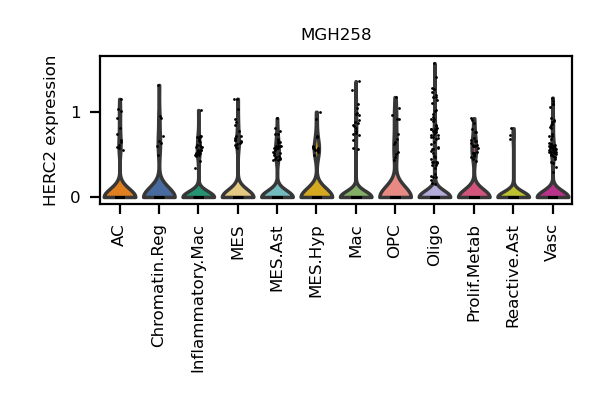 MGH258
HERC2 expression
1
0
AC
Chromatin.Reg
Inflammatory.Mac
MES
MES.Ast
MES.Hyp
Mac
OPC
Oligo
Prolif.Metab
Reactive.Ast
Vasc